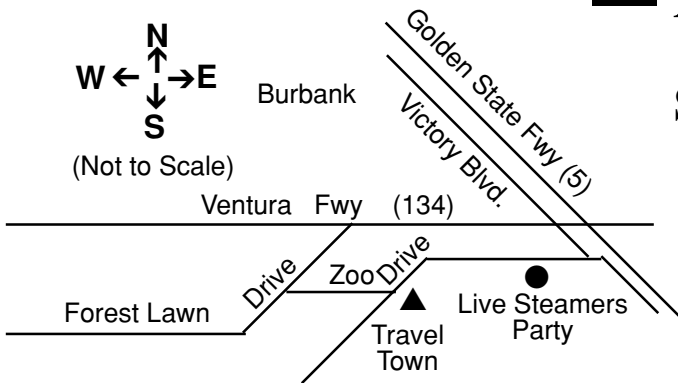 N
W E
S
(Not to Scale)
Burbank
Golden State Fwy (5)
Victory Blvd.
Ventura Fwy (134)
Drive
Zoo Drive
Forest Lawn
Travel
Town
Live Steamers
Party